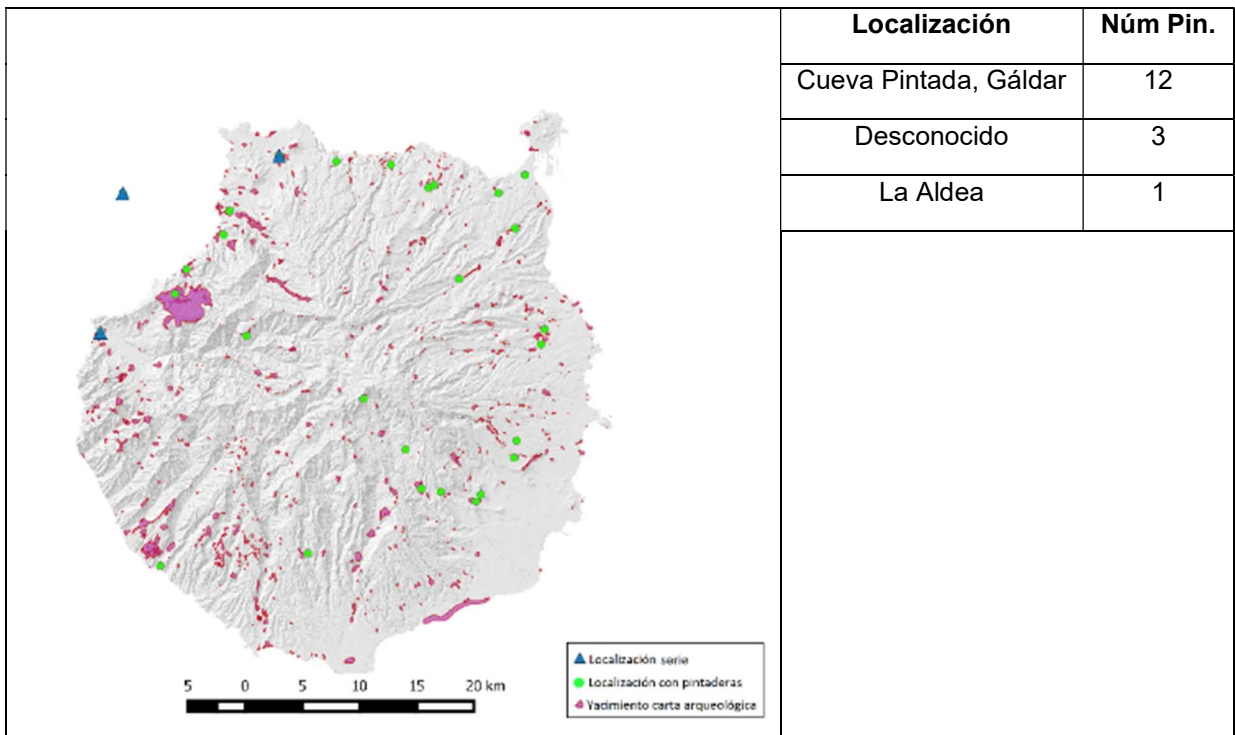 Localización Núm Pin.
Cueva Pintada, Gáldar 12
Desconocido 3
La Aldea 1
Localización serie
Localización con pintaderas
Yacimiento carta arqueológica
5 0 5 10 15 20 km